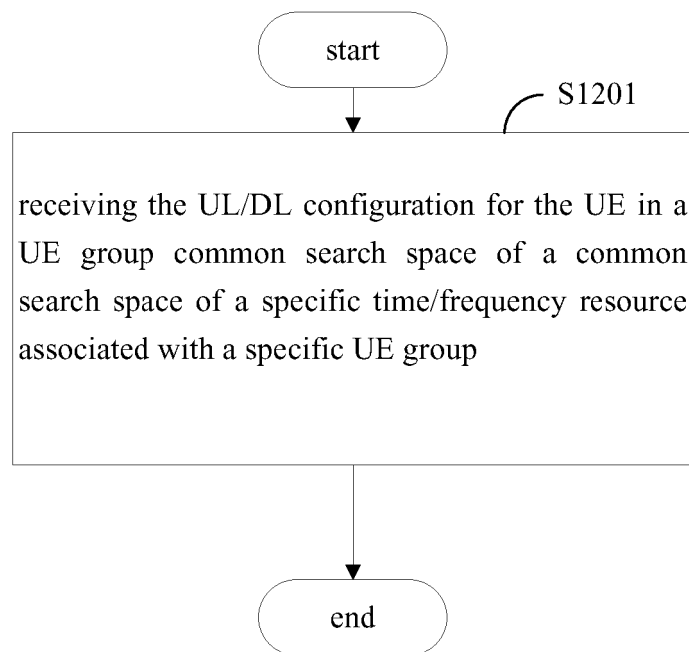 start
S1201
receiving the UL/DL configuration for the UE in a
UE group common search space of a common
search space of a specific time/frequency resource
associated with a specific UE group
end